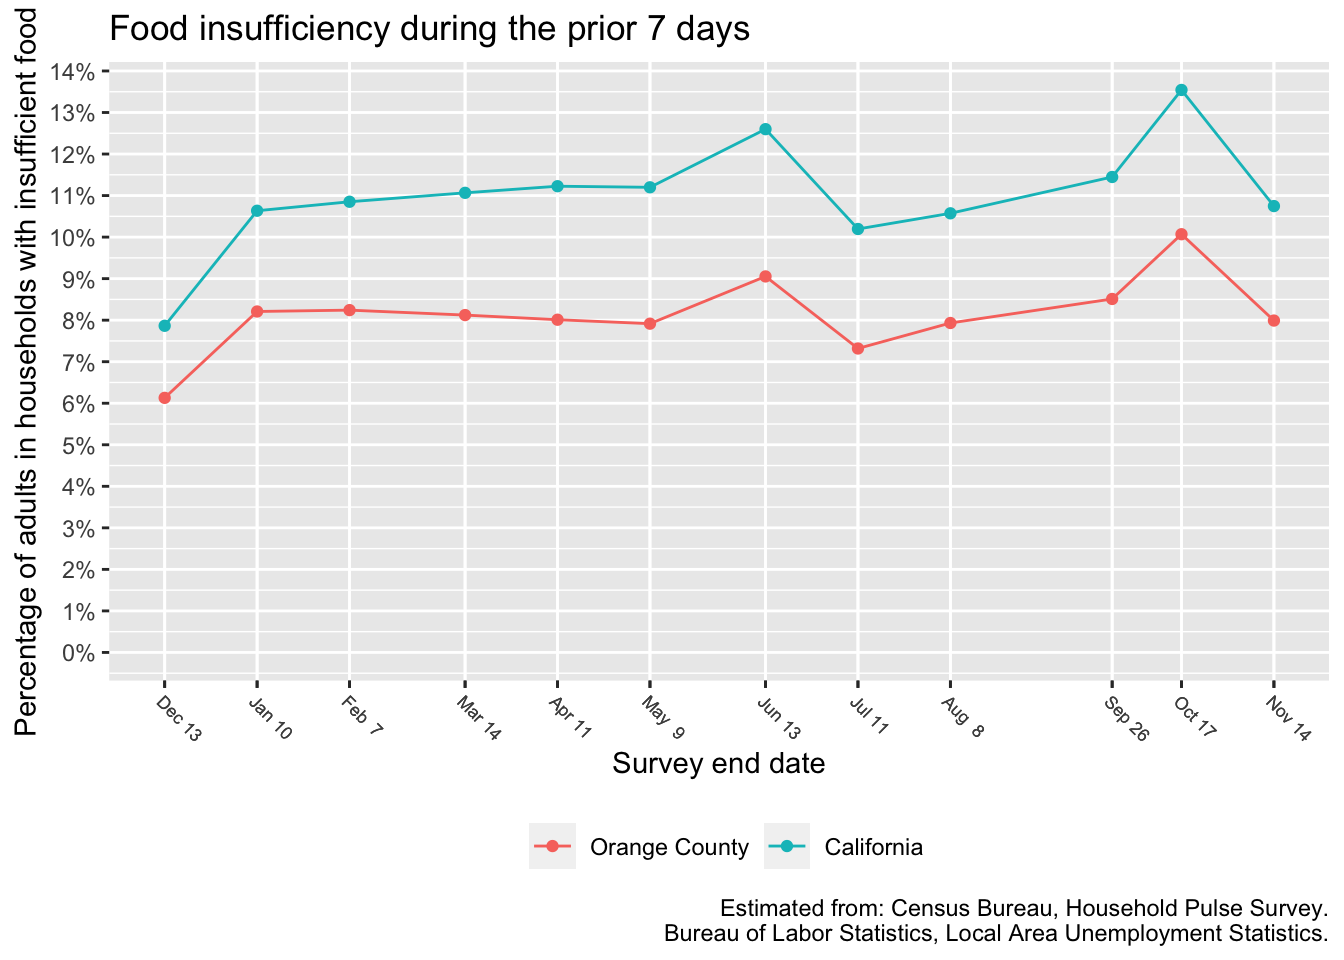 Food insufficiency during the prior 7 days
Percentage of adults in households with insufficient food
14%
13%
12%
11%
10%
9%
8%
7%
6%
5%
4%
3%
2%
1%
0%
Dec 13
Jan 10
Feb 7
Mar 14
Apr 11
May 9
Jun 13
Jul 11
Aug 8
Sep 26
Oct 17
Nov 14
Survey end date
Orange County
California
Estimated from: Census Bureau, Household Pulse Survey.
Bureau of Labor Statistics, Local Area Unemployment Statistics.